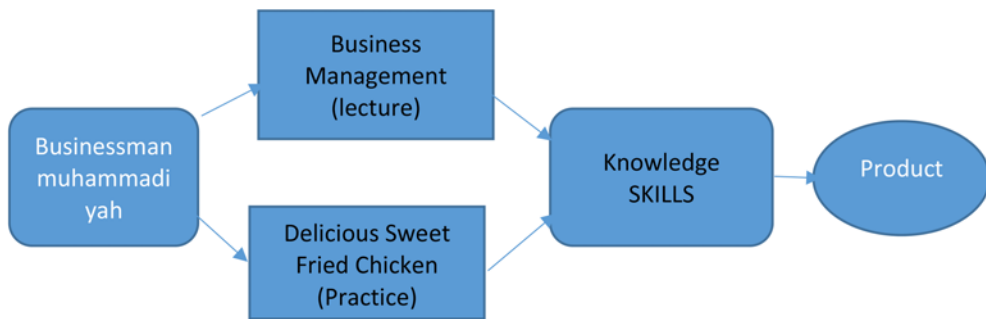 Businessman
muhammadi
yah
Business
Management
(lecture)
Delicious Sweet
Fried Chicken
(Practice)
Knowledge
SKILLS
Product